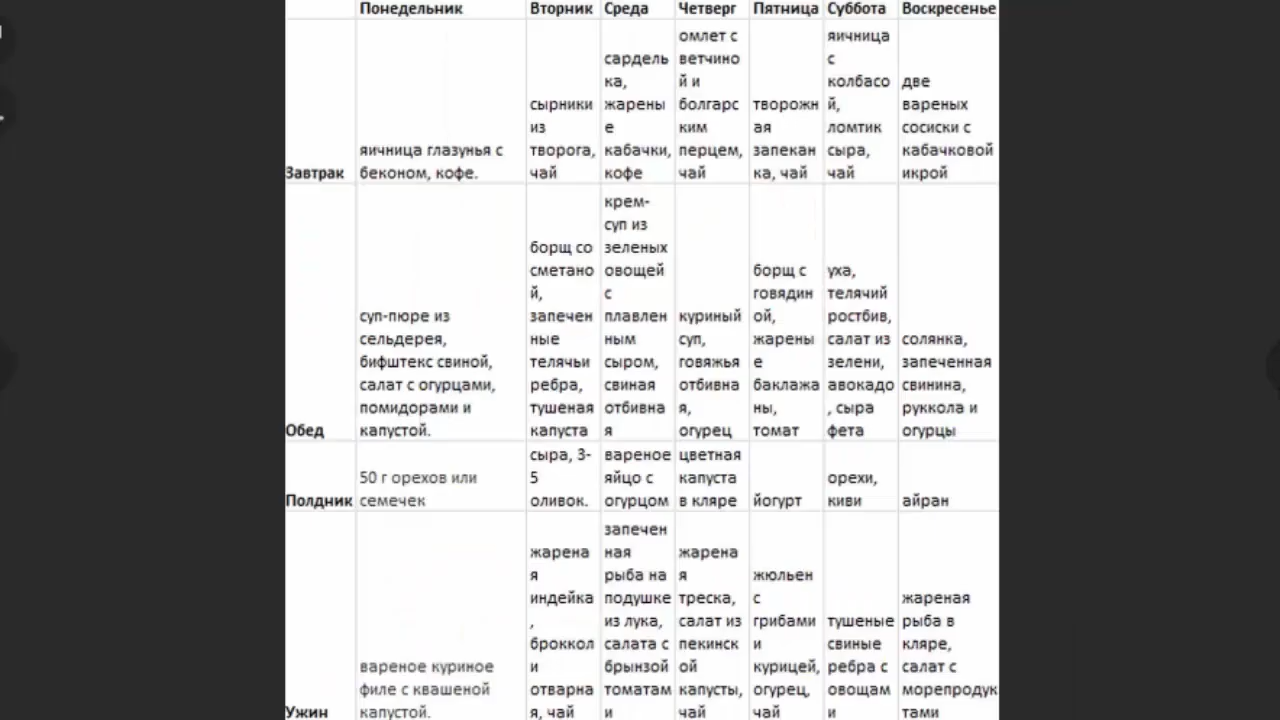 Понедельник Вторник Среда Четверг Пятница Суббота Воскресенье
Завтрак
яичница глазунья с
беконом, кофе.
сырники
из
творога,
чай
сардель
ка,
жарены
е
кабачки,
кофе
омлет с
ветчино
й и
болгарс
ким
перцем,
чай
творожн
ая
запекан
ка, чай
яичница
с
колбасо
й,
ломтик
сыра,
чай
две
вареных
сосиски с
кабачковой
икрой
Обед
суп-пюре из
сельдерея,
бифштекс свиной,
салат с огурцами,
помидорами и
капустой.
борщ со
сметано
й,
запечен
ные
телячьи
ребра,
тушеная
капуста
крем-
суп из
зеленых
овощей
с
плавлен
ным
сыром,
свиная
отбивна
я
куриный
суп,
говяжья
отбивна
я,
огурец
борщ с
говядин
ой,
жарены
е
баклажа
ны,
томат
уха,
телячий
ростбив,
салат из
зелени,
авокадо
, сыра
фета
солянка,
запеченная
свинина,
руккола и
огурцы
Полдник
50 г орехов или
семечек
сыра, 3-
5
оливок.
вареное
яйцо с
огурцом
цветная
капуста
в кляре
йогурт
орехи,
киви
айран
Ужин
вареное куриное
филе с квашеной
капустой.
жарена
я
индейка
,
броккол
и
отварна
я, чай
запечен
ная
рыба на
подушке
из лука,
салата с
брынзой
томатам
и
жарена
я
треска,
салат из
пекинск
ой
капусты,
чай
жюльен
с
грибами
и
курицей,
огурец,
чай
тушеные
свиные
ребра с
овощам
и
жареная
рыба в
кляре,
салат с
морепродук
тами